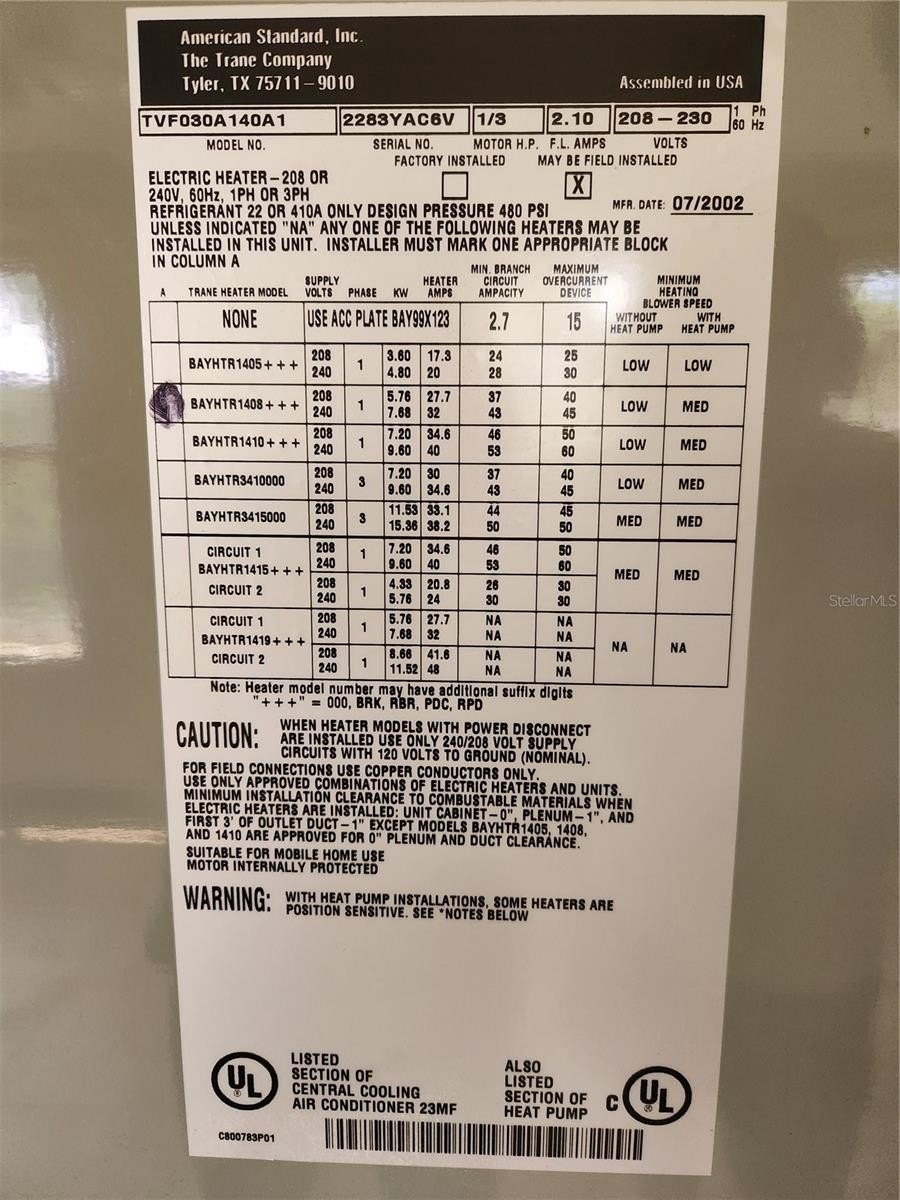 American Standard, Inc.
The Trane Company
Tyler, TX 75711-9010
Assembled in USA
TVF030A140A1 2283YAC6V 1/3 2.10 208-230 1 Ph
60 Hz
MODEL NO. SERIAL NO. MOTOR H.P. F.L. AMPS VOLTS
FACTORY INSTALLED MAY BE FIELD INSTALLED
ELECTRIC HEATER-208 OR X
240V, 60Hz, 1PH OR 3PH
REFRIGERANT 22 OR 410A ONLY DESIGN PRESSURE 480 PSI MFR. DATE: 07/2002
UNLESS INDICATED "NA" ANY ONE OF THE FOLLOWING HEATERS MAY BE
INSTALLED IN THIS UNIT. INSTALLER MUST MARK ONE APPROPRIATE BLOCK
IN COLUMN A
A TRANE HEATER MODEL SUPPLY VOLTS PHASE KW HEATER AMPS MIN. BRANCH CIRCUIT AMPACITY MAXIMUM OVERCURRENT DEVICE MINIMUM HEATING BLOWER SPEED
WITHOUT HEAT PUMP WITH HEAT PUMP
NONE USE ACC PLATE BAY99X123 2.7 15
208 3.60 17.3 24 25
BAYHTR1405+++ 1 LOW LOW
240 4.80 20 28 30
208 5.76 27.7 37 40
BAYHTR1408+++ 1 LOW MED
240 7.68 32 43 45
208 7.20 34.6 46 50
BAYHTR1410+++ 1 LOW MED
240 9.60 40 53 60
208 7.20 30 37 40
BAYHTR3410000 3 LOW MED
240 9.60 34.6 43 45
208 11.53 33.1 44 45
BAYHTR3415000 3 MED MED
240 15.36 38.2 50 50
CIRCUIT 1 208 1 7.20 34.6 46 50
240 9.60 40 53 60
BAYHTR1415+++ MED MED
CIRCUIT 2 208 1 4.33 20.8 26 30
240 5.76 24 30 30
CIRCUIT 1 208 1 5.76 27.7 NA NA
240 7.68 32 NA NA
BAYHTR1419+++ NA NA
CIRCUIT 2 208 1 8.66 41.6 NA NA
240 11.52 48 NA NA
Note: Heater model number may have additional suffix digits
"+++" = 000, BRK, RBR, PDC, RPD
CAUTION: WHEN HEATER MODELS WITH POWER DISCONNECT
ARE INSTALLED USE ONLY 240/208 VOLT SUPPLY
CIRCUITS WITH 120 VOLTS TO GROUND (NOMINAL).
FOR FIELD CONNECTIONS USE COPPER CONDUCTORS ONLY.
USE ONLY APPROVED COMBINATIONS OF ELECTRIC HEATERS AND UNITS.
MINIMUM INSTALLATION CLEARANCE TO COMBUSTABLE MATERIALS WHEN
ELECTRIC HEATERS ARE INSTALLED: UNIT CABINET-0", PLENUM-1", AND
FIRST 3' OF OUTLET DUCT-1" EXCEPT MODELS BAYHTR1405, 1408,
AND 1410 ARE APPROVED FOR 0" PLENUM AND DUCT CLEARANCE.
SUITABLE FOR MOBILE HOME USE
MOTOR INTERNALLY PROTECTED
WARNING: WITH HEAT PUMP INSTALLATIONS, SOME HEATERS ARE
POSITION SENSITIVE. SEE *NOTES BELOW
UL ®
LISTED
SECTION OF
CENTRAL COOLING
AIR CONDITIONER 23MF
ALSO
LISTED
SECTION OF
HEAT PUMP
C UL ®
C800783P01
Stellar MLS